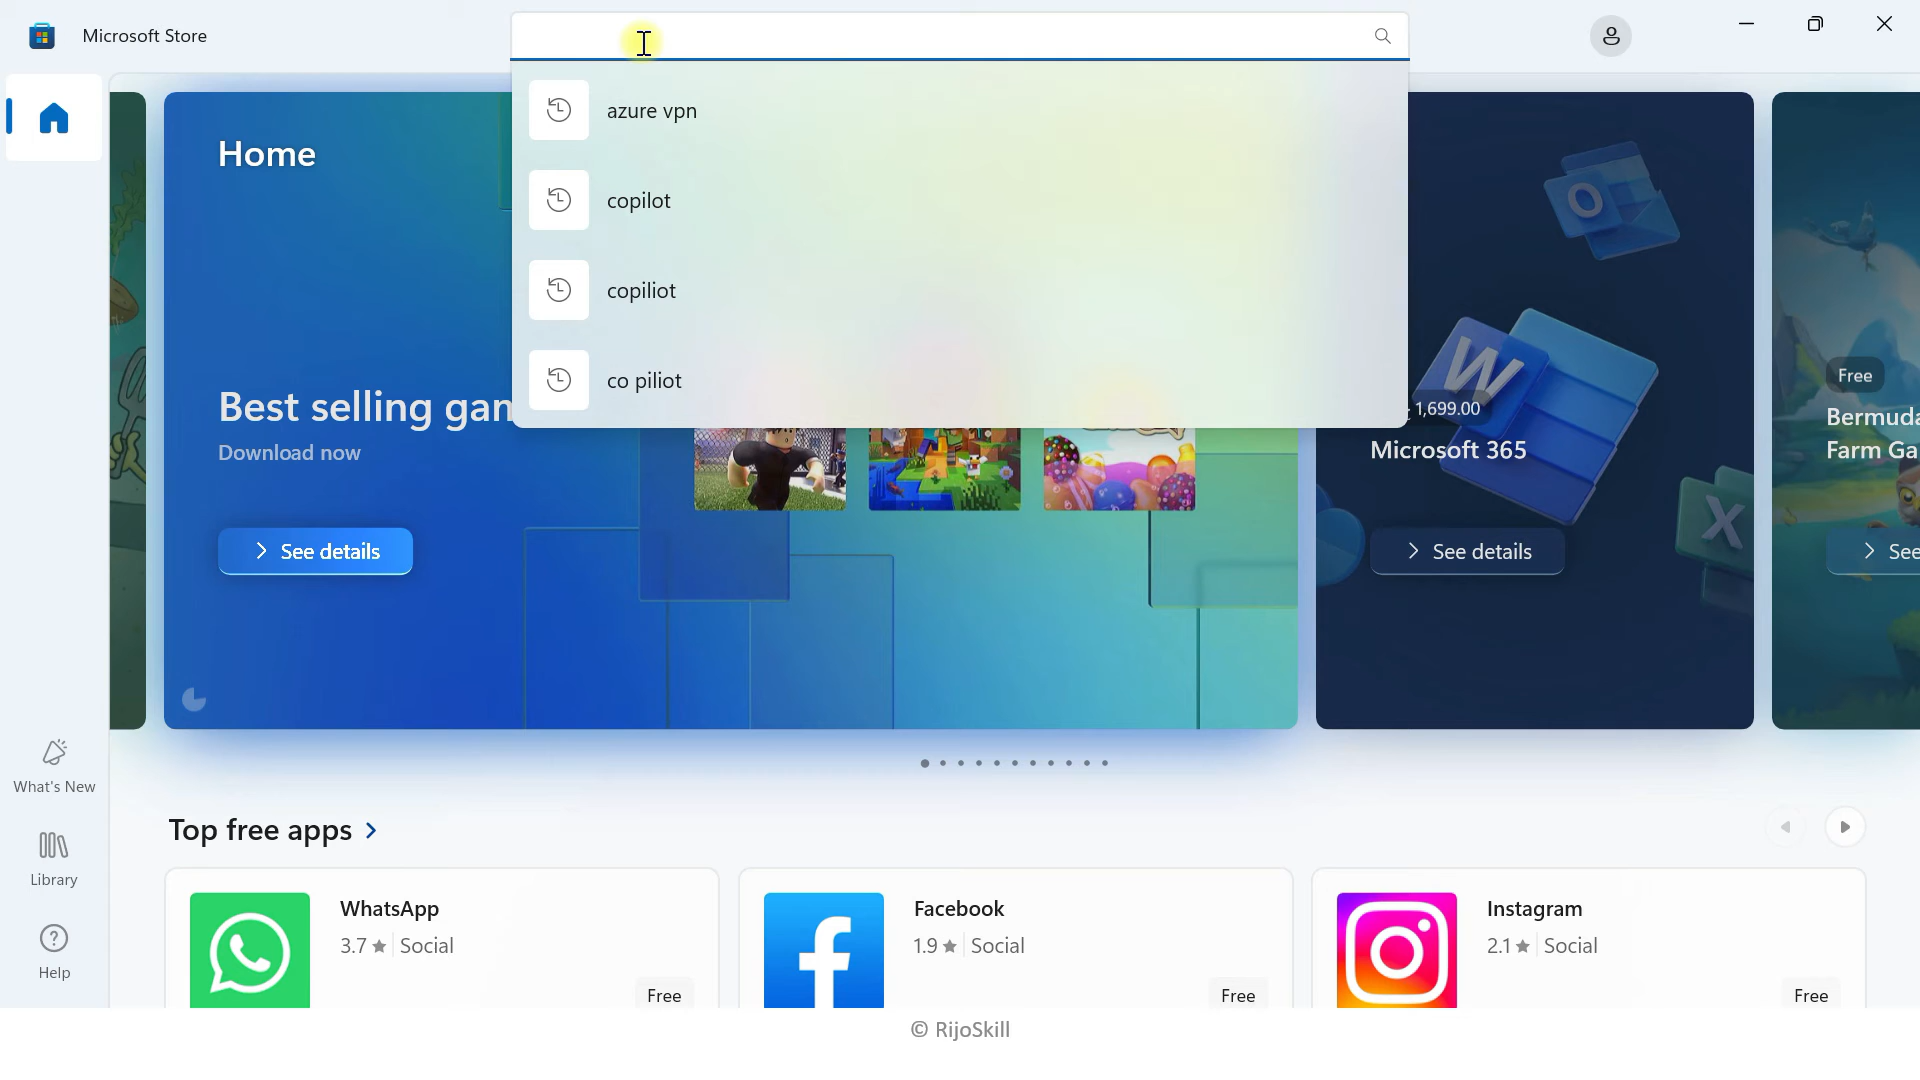 Microsoft Store
azure vpn
copilot
copiliot
co piliot
Home
Best selling gam
Download now
See details
1,699.00
Microsoft 365
See details
Free
Bermuda
Farm Ga
See
What's New
Library
Help
Top free apps
WhatsApp
3.7 ★ Social
Free
Facebook
1.9 ★ Social
Free
Instagram
2.1 ★ Social
Free
© RijoSkill